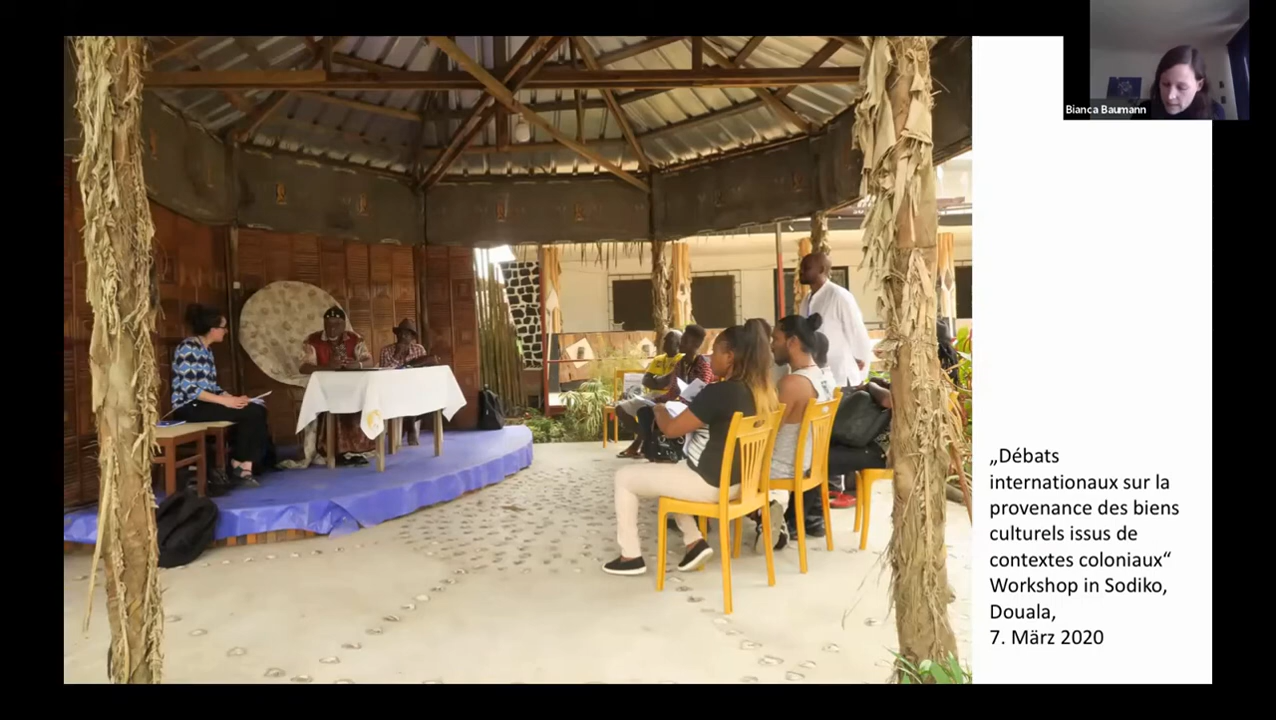 Bianca Baumann
„Débats
internationaux sur la
provenance des biens
culturels issus de
contextes coloniaux“
Workshop in Sodiko,
Douala,
7. März 2020